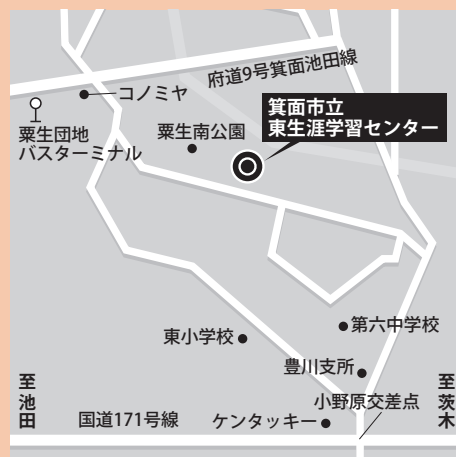 府道9号箕面池田線
コノミヤ
箕面市立
東生涯学習センター
粟生団地
バスターミナル
粟生南公園
第六中学校
東小学校
豊川支所
至池田
小野原交差点
至茨木
国道171号線
ケンタッキー